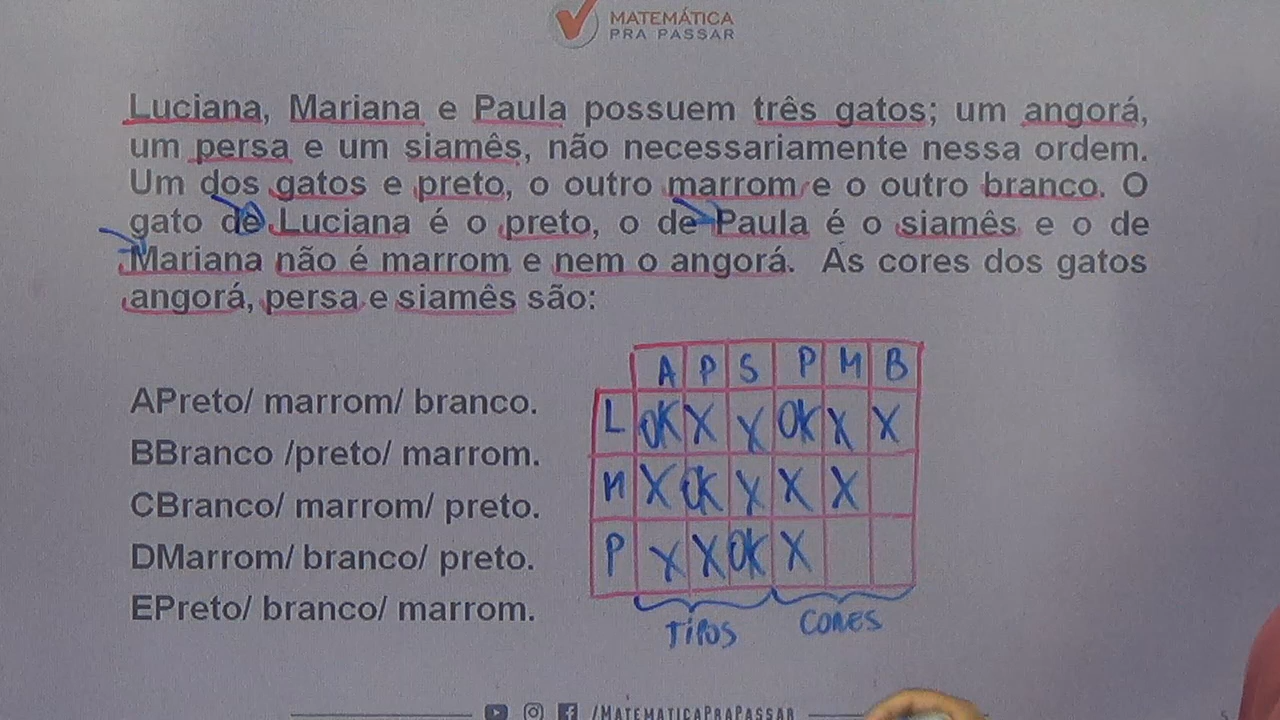 MATEMÁTICA
PRA PASSAR
Luciana, Mariana e Paula possuem três gatos; um angorá,
um persa e um siamês, não necessariamente nessa ordem.
Um dos gatos e preto, o outro marrom e o outro branco. O
gato de Luciana é o preto, o de Paula é o siamês e o de
Mariana não é marrom e nem o angorá. As cores dos gatos
angorá, persa e siamês são:
APreto/ marrom/ branco.
BBranco /preto/ marrom.
CBranco/ marrom/ preto.
DMarrom/ branco/ preto.
EPreto/ branco/ marrom.
A P S P M B
L OK X X OK X X
M X OK X X X
P X X OK X
TIPOS CORES
/MATEMATICAPRAPASSAR
5